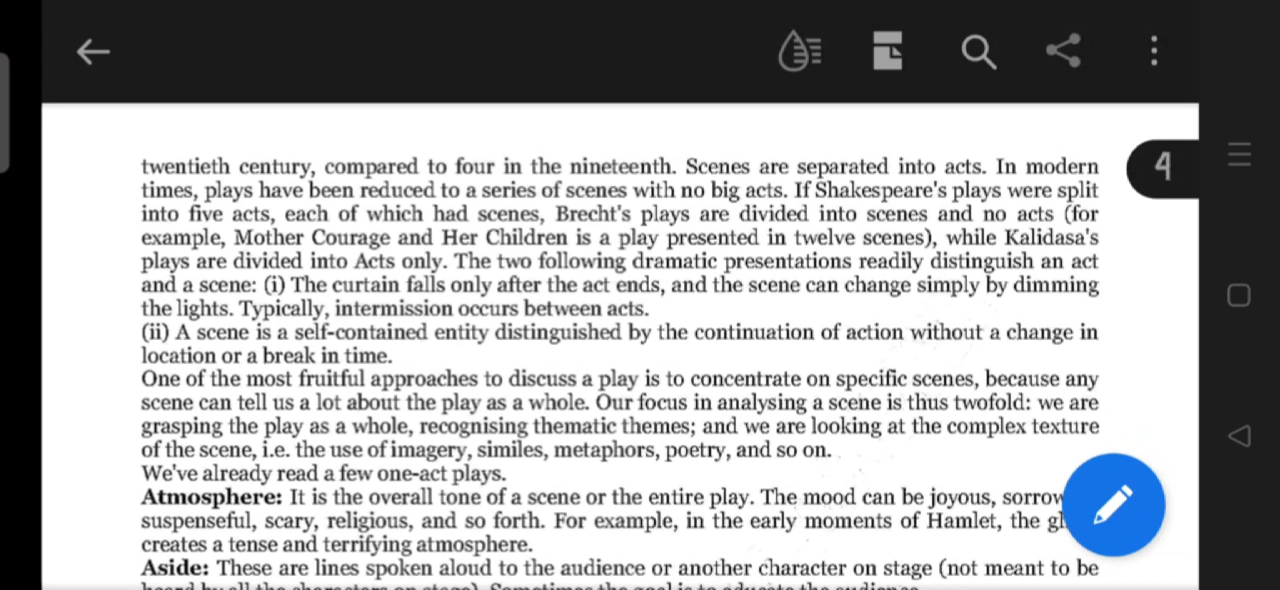 twentieth century, compared to four in the nineteenth. Scenes are separated into acts. In modern
4
times, plays have been reduced to a series of scenes with no big acts. If Shakespeare's plays were split
into five acts, each of which had scenes, Brecht's plays are divided into scenes and no acts (for
example, Mother Courage and Her Children is a play presented in twelve scenes), while Kalidasa's
plays are divided into Acts only. The two following dramatic presentations readily distinguish an act
and a scene: (i) The curtain falls only after the act ends, and the scene can change simply by dimming
the lights. Typically, intermission occurs between acts.
(ii) A scene is a self-contained entity distinguished by the continuation of action without a change in
location or a break in time.
One of the most fruitful approaches to discuss a play is to concentrate on specific scenes, because any
scene can tell us a lot about the play as a whole. Our focus in analysing a scene is thus twofold: we are
grasping the play as a whole, recognising thematic themes; and we are looking at the complex texture
of the scene, i.e. the use of imagery, similes, metaphors, poetry, and so on.
We've already read a few one-act plays.
Atmosphere: It is the overall tone of a scene or the entire play. The mood can be joyous,
suspenseful, scary, religious, and so forth. For example, in the early moments of Hamlet, the
creates a tense and terrifying atmosphere.
Aside: These are lines spoken aloud to the audience or another character on stage (not meant to be